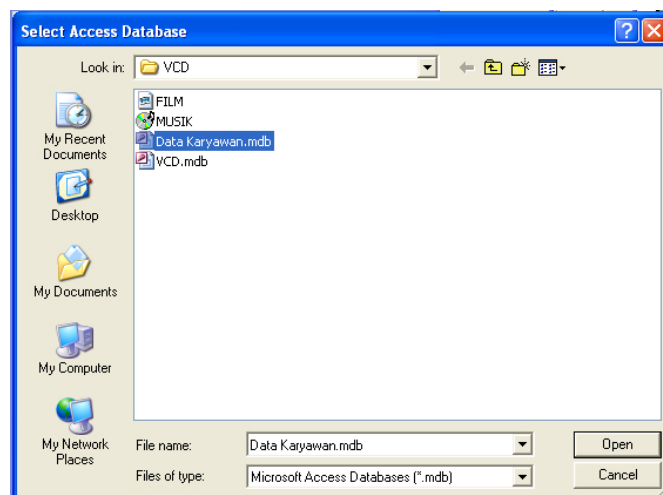 Select Access Database
Look in:
VCD
FILM
MUSIK
Data Karyawan.mdb
VCD.mdb
My Recent
Documents
Desktop
My Documents
My Computer
My Network
Places
File name:
Data Karyawan.mdb
Open
Files of type:
Microsoft Access Databases (*.mdb)
Cancel